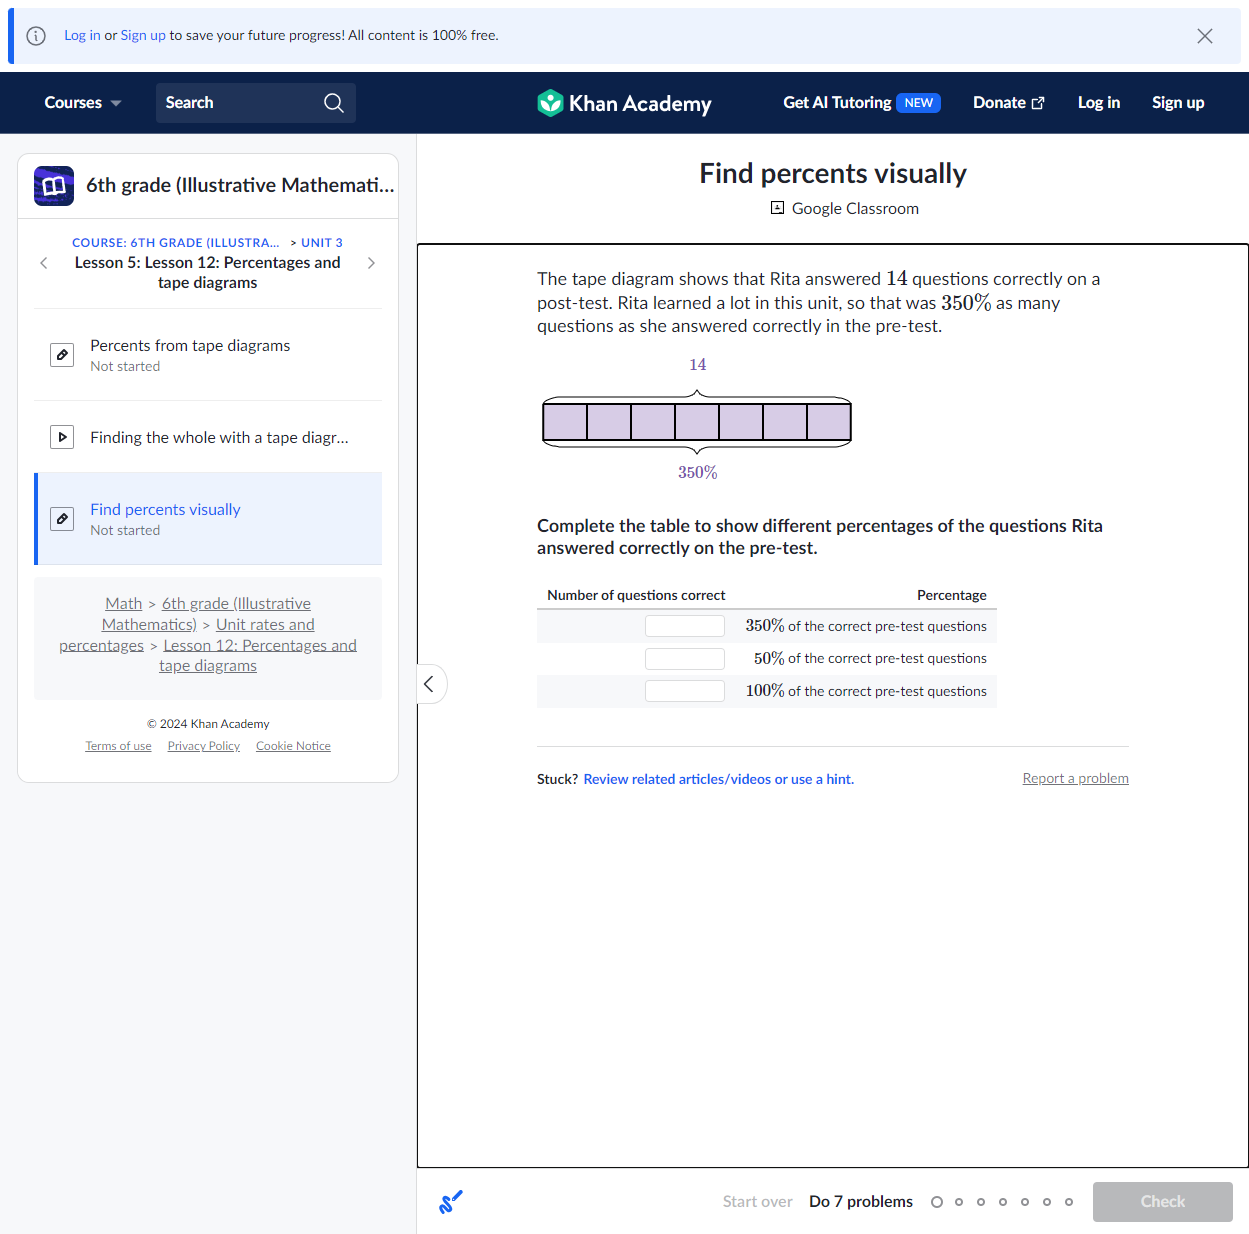 Log in or Sign up to save your future progress! All content is 100% free.
Courses
Search
Khan Academy
Get AI Tutoring NEW
Donate
Log in
Sign up
6th grade (Illustrative Mathemati...
COURSE: 6TH GRADE (ILLUSTRA... > UNIT 3
Lesson 5: Lesson 12: Percentages and
tape diagrams
Percents from tape diagrams
Not started
Finding the whole with a tape diagr...
Find percents visually
Not started
Math > 6th grade (Illustrative
Mathematics) > Unit rates and
percentages > Lesson 12: Percentages and
tape diagrams
© 2024 Khan Academy
Terms of use Privacy Policy Cookie Notice
Find percents visually
Google Classroom
The tape diagram shows that Rita answered 14 questions correctly on a
post-test. Rita learned a lot in this unit, so that was 350% as many
questions as she answered correctly in the pre-test.
14
350%
Complete the table to show different percentages of the questions Rita
answered correctly on the pre-test.
Number of questions correct Percentage
350% of the correct pre-test questions
50% of the correct pre-test questions
100% of the correct pre-test questions
Stuck? Review related articles/videos or use a hint.
Report a problem
Start over
Do 7 problems
Check